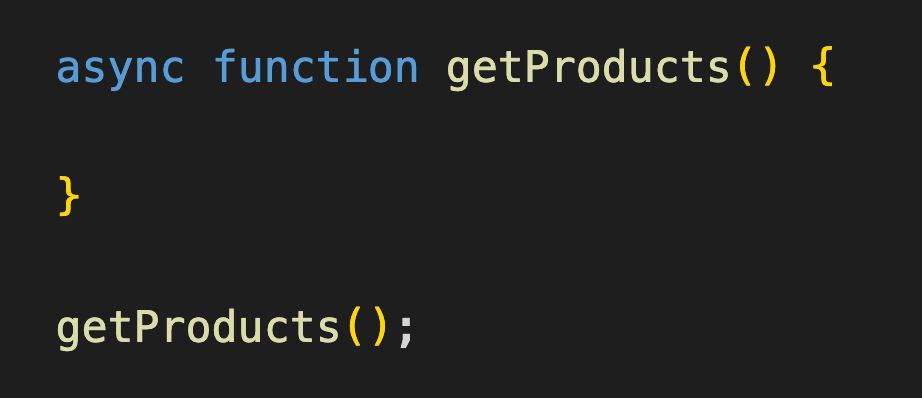 async function getProducts() {
}
getProducts();